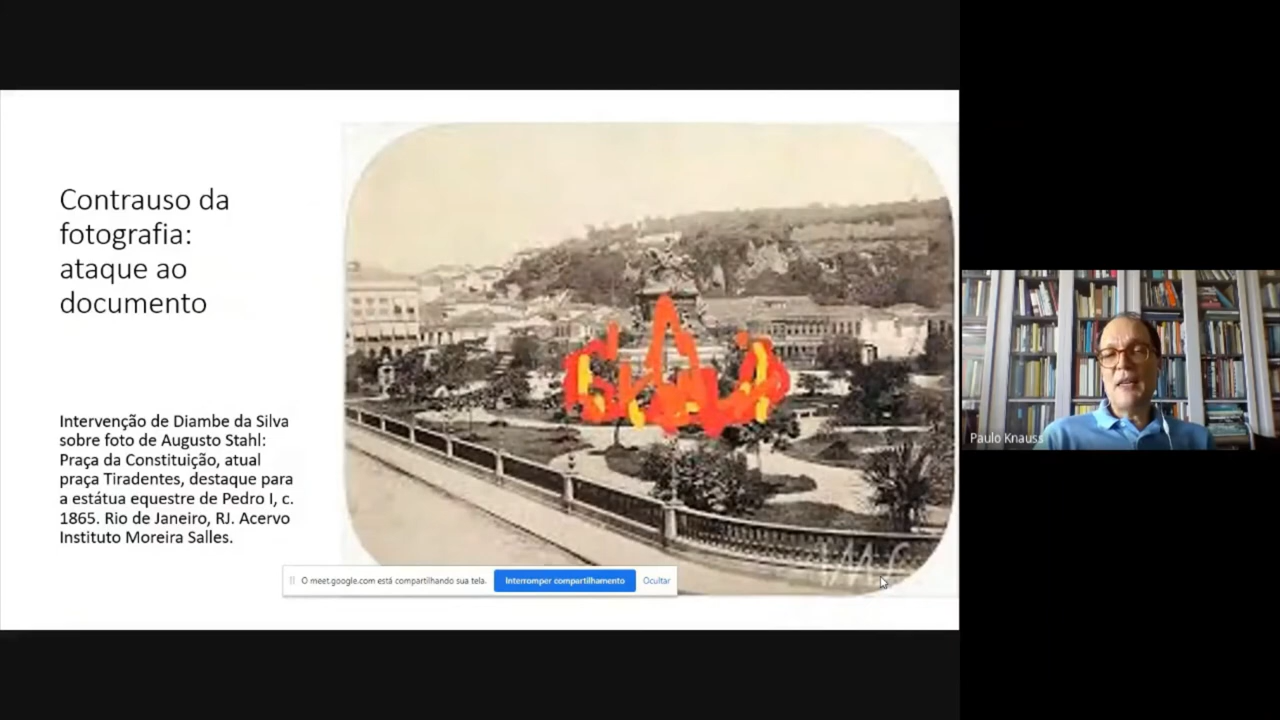 Contrauso da
fotografia:
ataque ao
documento
Intervenção de Diambe da Silva
sobre foto de Augusto Stahl:
Praça da Constituição, atual
praça Tiradentes, destaque para
a estátua equestre de Pedro I, c.
1865. Rio de Janeiro, RJ. Acervo
Instituto Moreira Salles.
O meet.google.com está compartilhando sua tela.
Interromper compartilhamento
Ocultar
Paulo Knauss